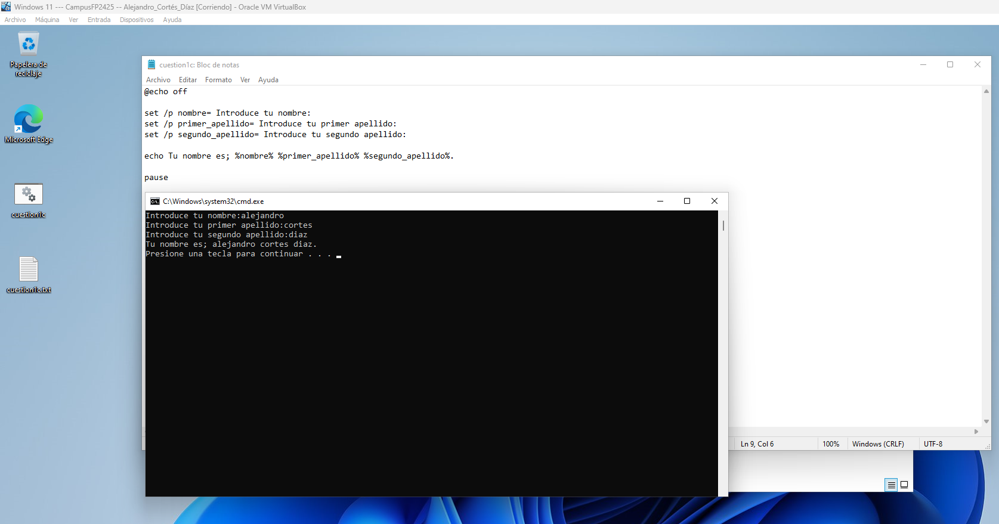 Windows 11 --- CampusFP2425 -- Alejandro_Cortés_Díaz [Corriendo] - Oracle VM VirtualBox
Archivo Máquina Ver Entrada Dispositivos Ayuda
Papelera de
reciclaje
Microsoft Edge
cuestion1c
cuestion1c.txt
cuestion1c: Bloc de notas
Archivo Editar Formato Ver Ayuda
@echo off
set /p nombre= Introduce tu nombre:
set /p primer_apellido= Introduce tu primer apellido:
set /p segundo_apellido= Introduce tu segundo apellido:
echo Tu nombre es; %nombre% %primer_apellido% %segundo_apellido%.
pause
C:\Windows\system32\cmd.exe
Introduce tu nombre:alejandro
Introduce tu primer apellido:cortes
Introduce tu segundo apellido:diaz
Tu nombre es; alejandro cortes diaz.
Presione una tecla para continuar . . .
Ln 9, Col 6 100% Windows (CRLF) UTF-8